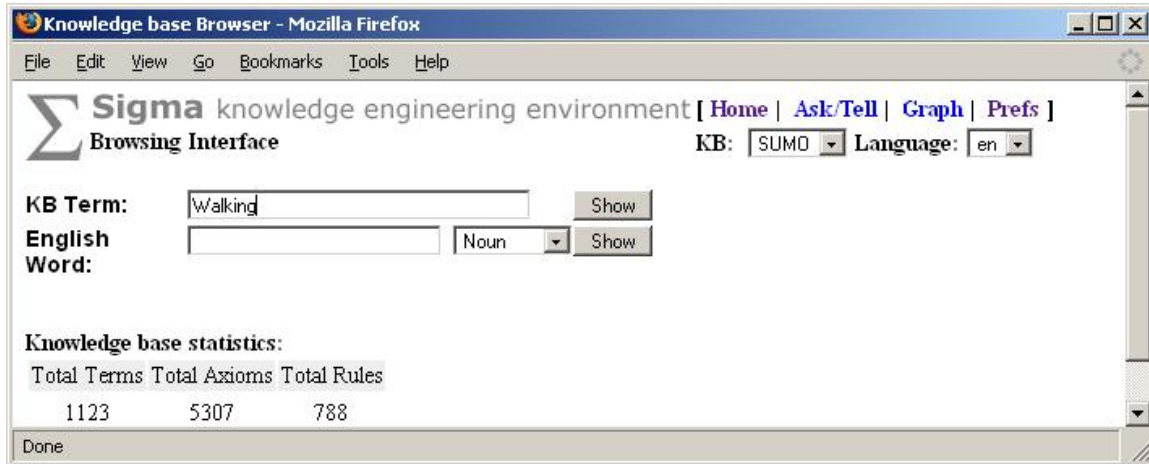 Knowledge base Browser - Mozilla Firefox
File Edit View Go Bookmarks Tools Help
Σ Sigma knowledge engineering environment [ Home | Ask/Tell | Graph | Prefs ]
Browsing Interface KB: SUMO Language: en
KB Term: Walking Show
English Noun Show
Word:
Knowledge base statistics:
Total Terms Total Axioms Total Rules
1123 5307 788
Done